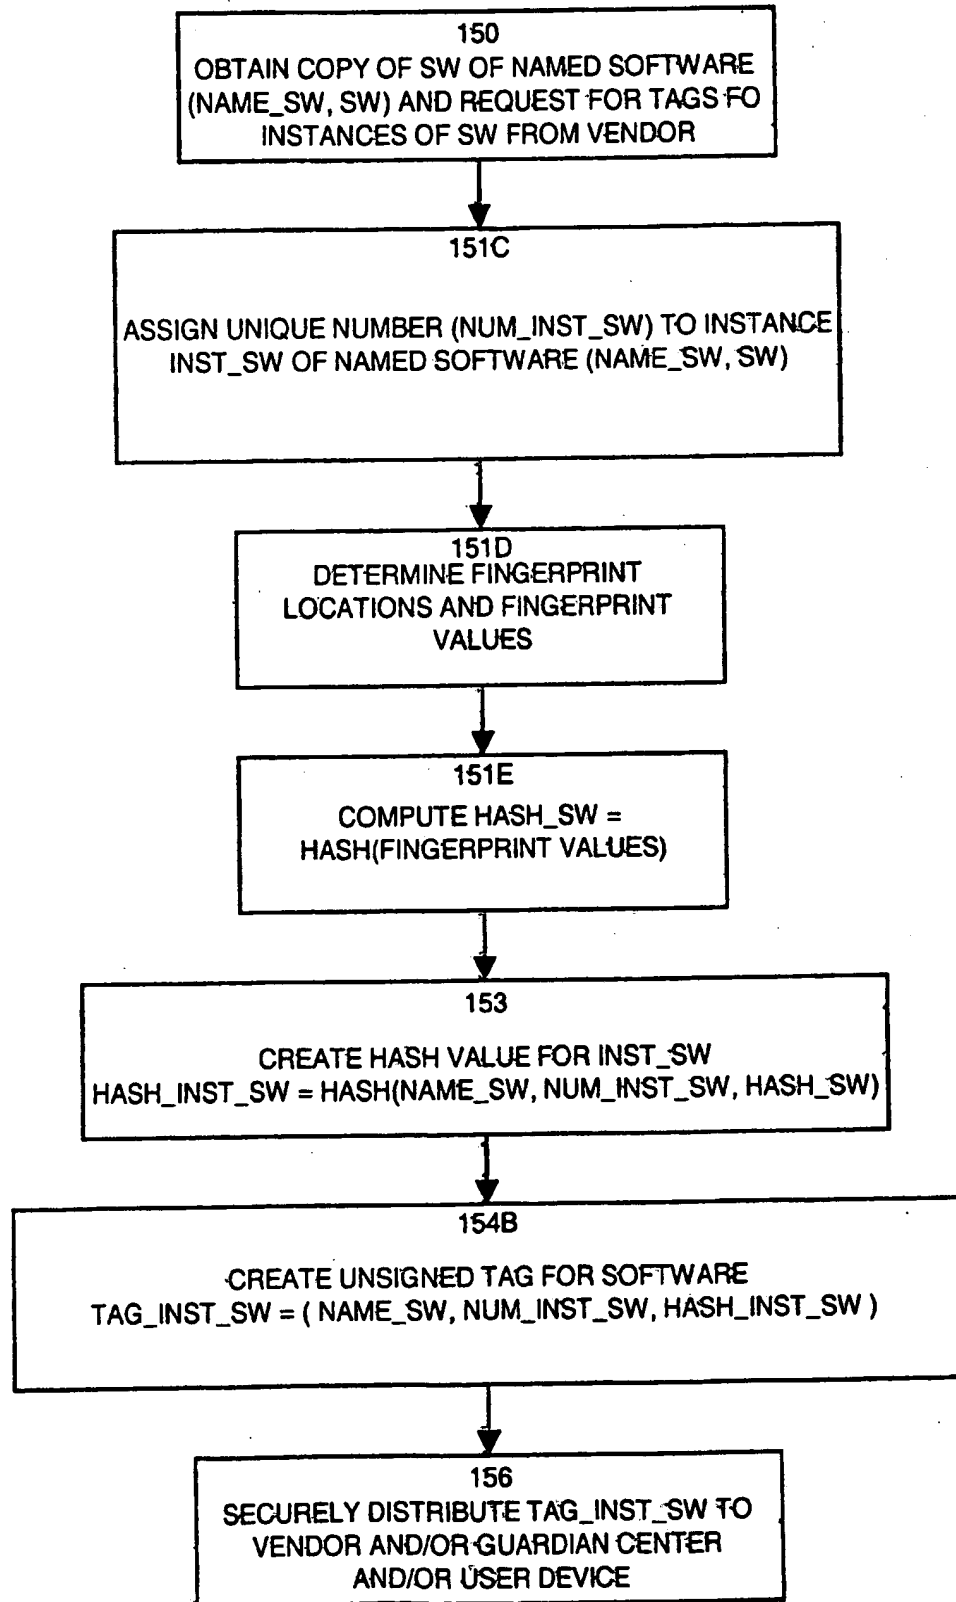 150
OBTAIN COPY OF SW OF NAMED SOFTWARE
(NAME_SW, SW) AND REQUEST FOR TAGS FO
INSTANCES OF SW FROM VENDOR
151C
ASSIGN UNIQUE NUMBER (NUM_INST_SW) TO INSTANCE
INST_SW OF NAMED SOFTWARE (NAME_SW, SW)
151D
DETERMINE FINGERPRINT
LOCATIONS AND FINGERPRINT
VALUES
151E
COMPUTE HASH_SW =
HASH(FINGERPRINT VALUES)
153
CREATE HASH VALUE FOR INST_SW
HASH_INST_SW = HASH(NAME_SW, NUM_INST_SW, HASH_SW)
154B
CREATE UNSIGNED TAG FOR SOFTWARE
TAG_INST_SW = ( NAME_SW, NUM_INST_SW, HASH_INST_SW )
156
SECURELY DISTRIBUTE TAG_INST_SW TO
VENDOR AND/OR GUARDIAN CENTER
AND/OR USER DEVICE